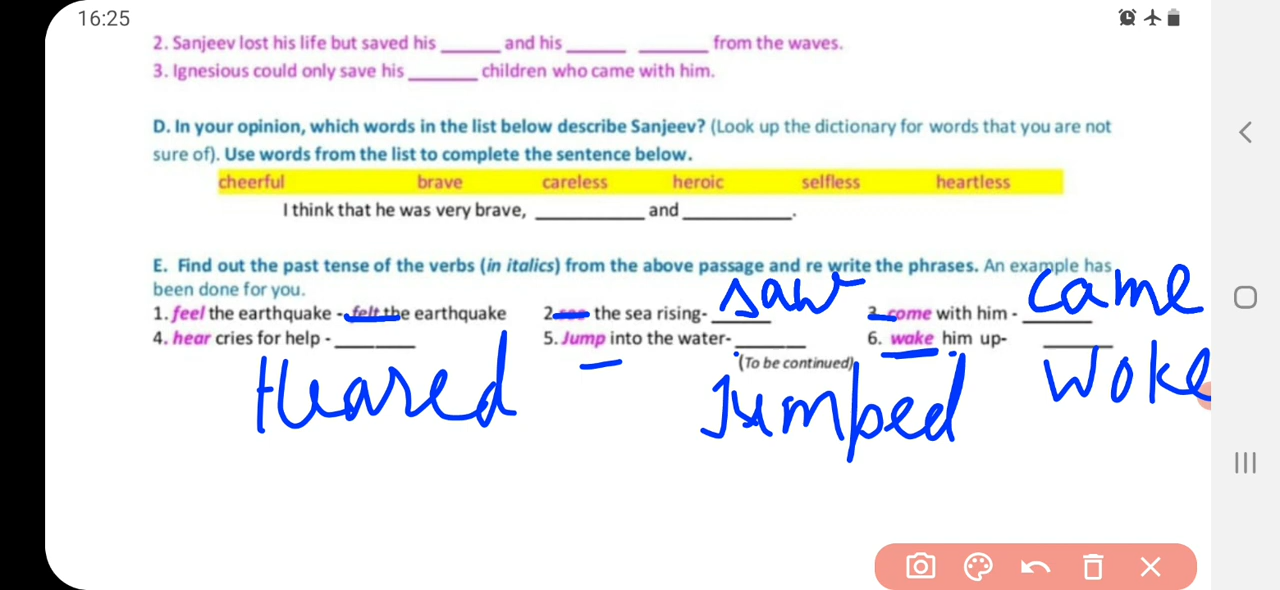 16:25
2. Sanjeev lost his life but saved his ______ and his ______ ______ from the waves.
3. Ignesious could only save his ______ children who came with him.
D. In your opinion, which words in the list below describe Sanjeev? (Look up the dictionary for words that you are not
sure of). Use words from the list to complete the sentence below.
cheerful brave careless heroic selfless heartless
I think that he was very brave, ______ and ______.
E. Find out the past tense of the verbs (in italics) from the above passage and re write the phrases. An example has
been done for you.
saw came
1. feel the earthquake - felt the earthquake 2. see the sea rising- ______ 3. come with him - ______
4. hear cries for help - ______ 5. Jump into the water- ______ 6. wake him up- ______
(To be continued)
Heared Jumped Woke